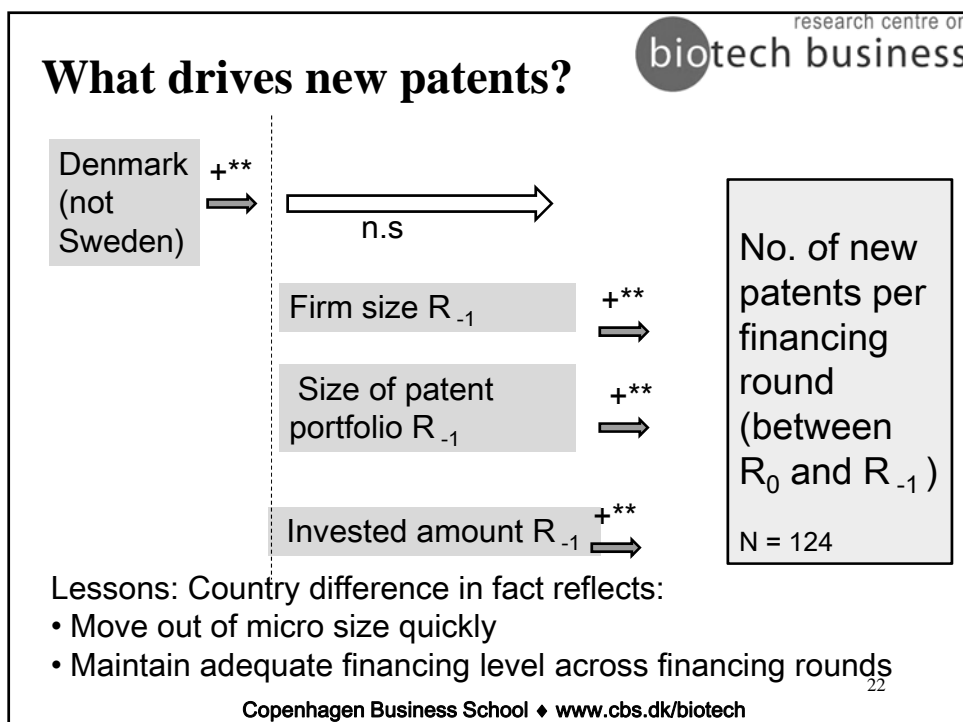 research centre on
biotech business
What drives new patents?
Denmark
(not
Sweden)
+**
n.s
Firm size R -1
+**
Size of patent
portfolio R -1
+**
Invested amount R -1
+**
No. of new
patents per
financing
round
(between
R0 and R -1 )
N = 124
Lessons: Country difference in fact reflects:
• Move out of micro size quickly
• Maintain adequate financing level across financing rounds
22
Copenhagen Business School ♦ www.cbs.dk/biotech